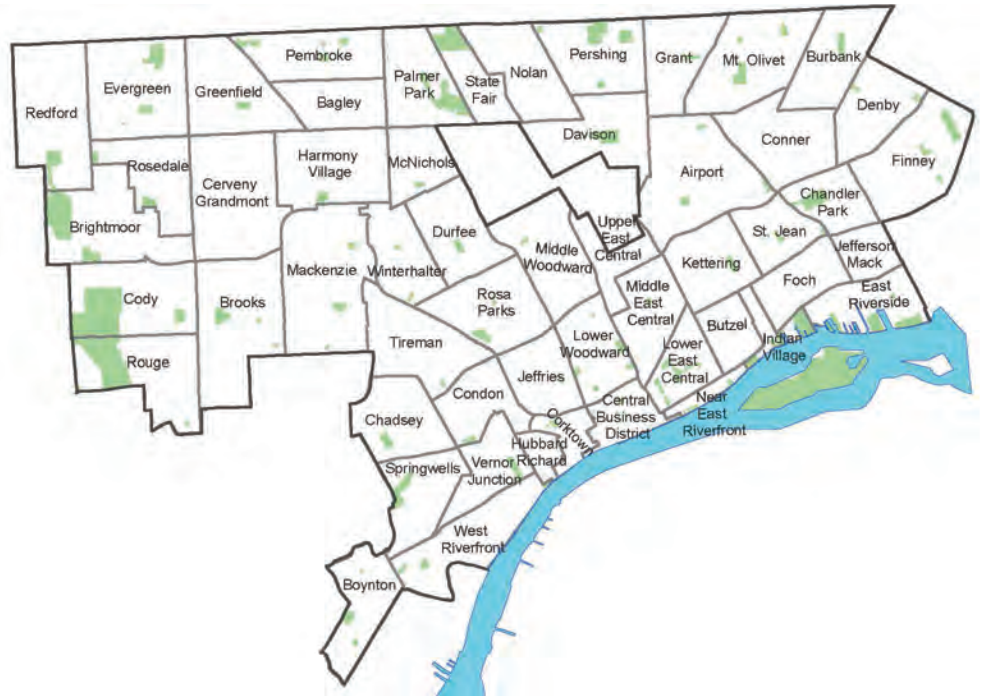 Redford
Evergreen
Greenfield
Pembroke
Bagley
Palmer
Park
State
Fair
Nolan
Pershing
Grant
Mt. Olivet
Burbank
Denby
Conner
Finney
Davison
Airport
Rosedale
Cerveny
Grandmont
Harmony
Village
McNichols
Chandler
Park
Brightmoor
Durfee
Middle
Woodward
Upper
East
Central
St. Jean
Jefferson
Mack
Mackenzie
Winterhalter
Kettering
Foch
East
Riverside
Cody
Brooks
Rosa
Parks
Middle
East
Central
Butzel
Rouge
Tireman
Lower
Woodward
Lower
East
Central
Indian
Village
Jeffries
Condon
Central
Business
District
Near
East
Riverfront
Chadsey
Corktown
Hubbard
Richard
Springwells
Vernor
Junction
West
Riverfront
Boynton